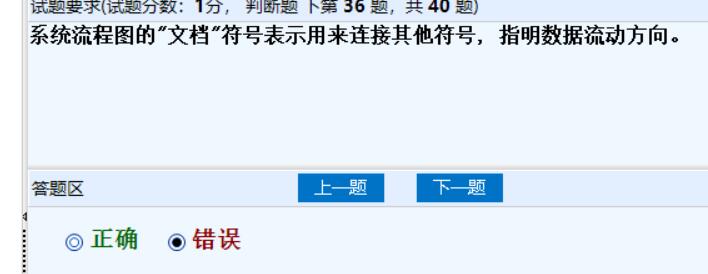 试题要求(试题分数：1分， 判断题 下第 36 题，共 40 题)
系统流程图的"文档"符号表示用来连接其他符号，指明数据流动方向。
答题区 上一题 下一题
正确 错误